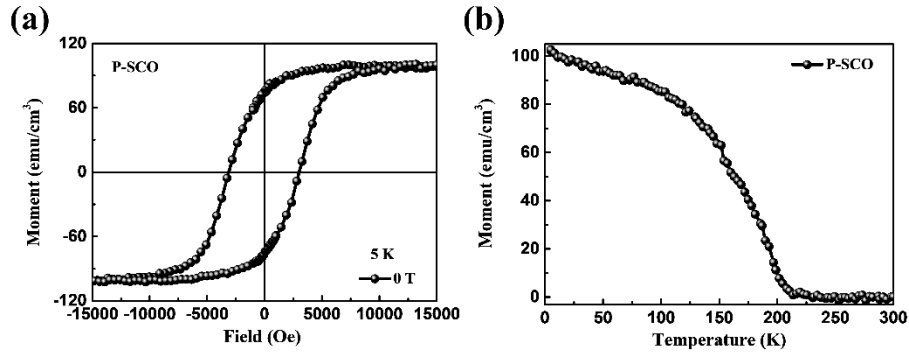 (a)
120
60
0
-60
-120
Moment (emu/cm³)
P-SCO
5 K
0 T
-15000 -10000 -5000 0 5000 10000 15000
Field (Oe)
(b)
100
80
60
40
20
0
Moment (emu/cm³)
P-SCO
0 50 100 150 200 250 300
Temperature (K)